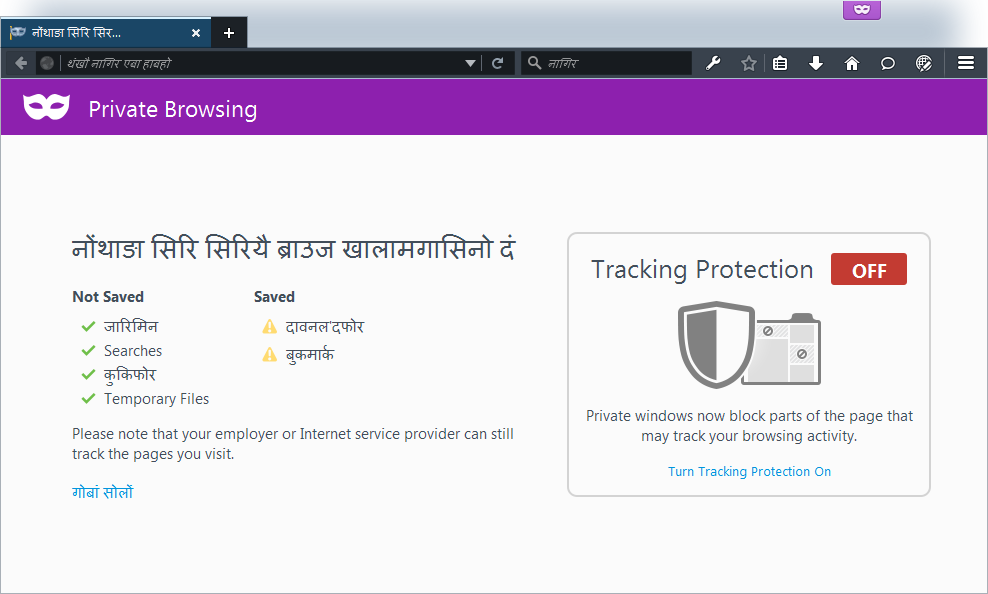 नोंथाङा सिरि सिर...
थंखौ नागिर एबा हाबहो
नागिर
Private Browsing
नोंथाङा सिरि सिरियै ब्राउज खालामगासिनो दं
Not Saved
Saved
जारिमिन
Searches
कुकिफोर
Temporary Files
दावनल'दफोर
बुकमार्क
Please note that your employer or Internet service provider can still
track the pages you visit.
गोबां सोलों
Tracking Protection
OFF
Private windows now block parts of the page that
may track your browsing activity.
Turn Tracking Protection On